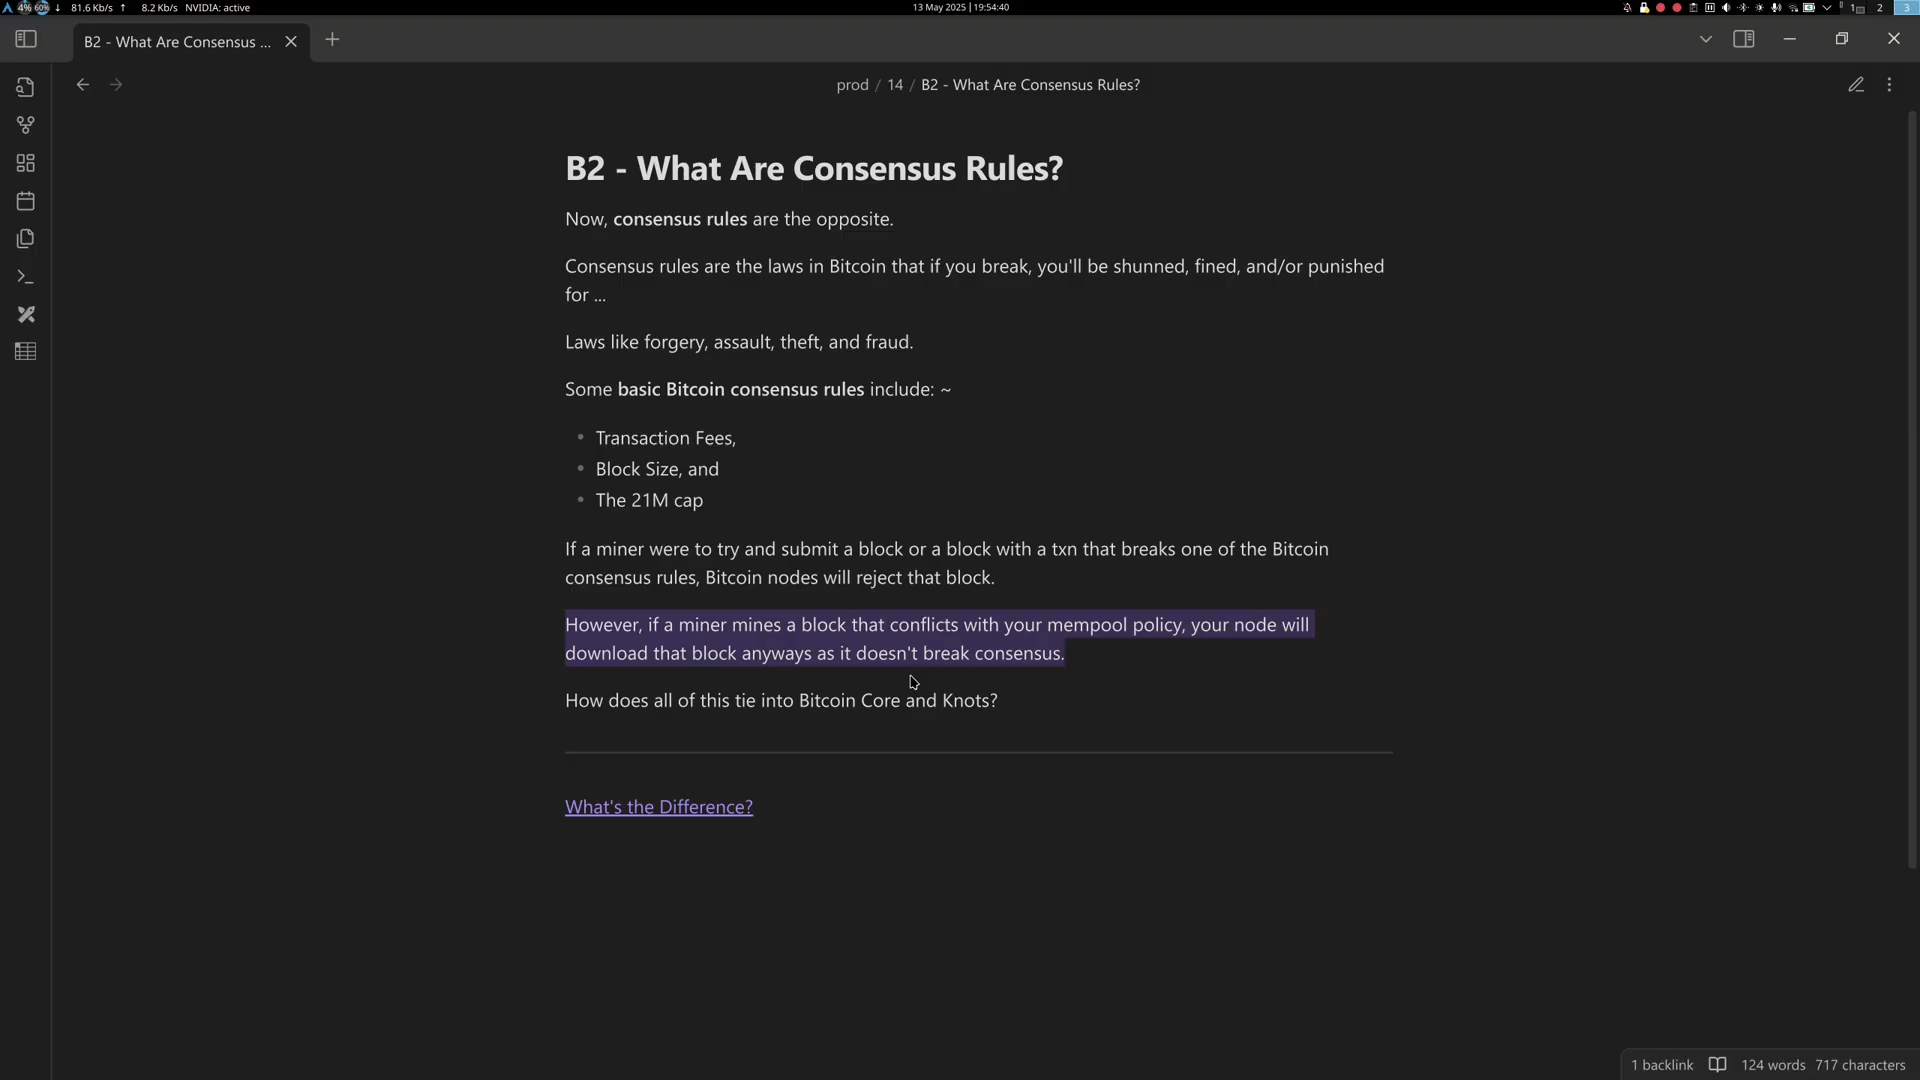 4% 60% ↓ 81.6 Kb/s ↑ 8.2 Kb/s NVIDIA: active
13 May 2025 | 19:54:40
1 2 3
B2 - What Are Consensus ...
prod / 14 / B2 - What Are Consensus Rules?
B2 - What Are Consensus Rules?
Now, consensus rules are the opposite.
Consensus rules are the laws in Bitcoin that if you break, you'll be shunned, fined, and/or punished
for ...
Laws like forgery, assault, theft, and fraud.
Some basic Bitcoin consensus rules include: ~
• Transaction Fees,
• Block Size, and
• The 21M cap
If a miner were to try and submit a block or a block with a txn that breaks one of the Bitcoin
consensus rules, Bitcoin nodes will reject that block.
However, if a miner mines a block that conflicts with your mempool policy, your node will
download that block anyways as it doesn't break consensus.
How does all of this tie into Bitcoin Core and Knots?
What's the Difference?
1 backlink 124 words 717 characters